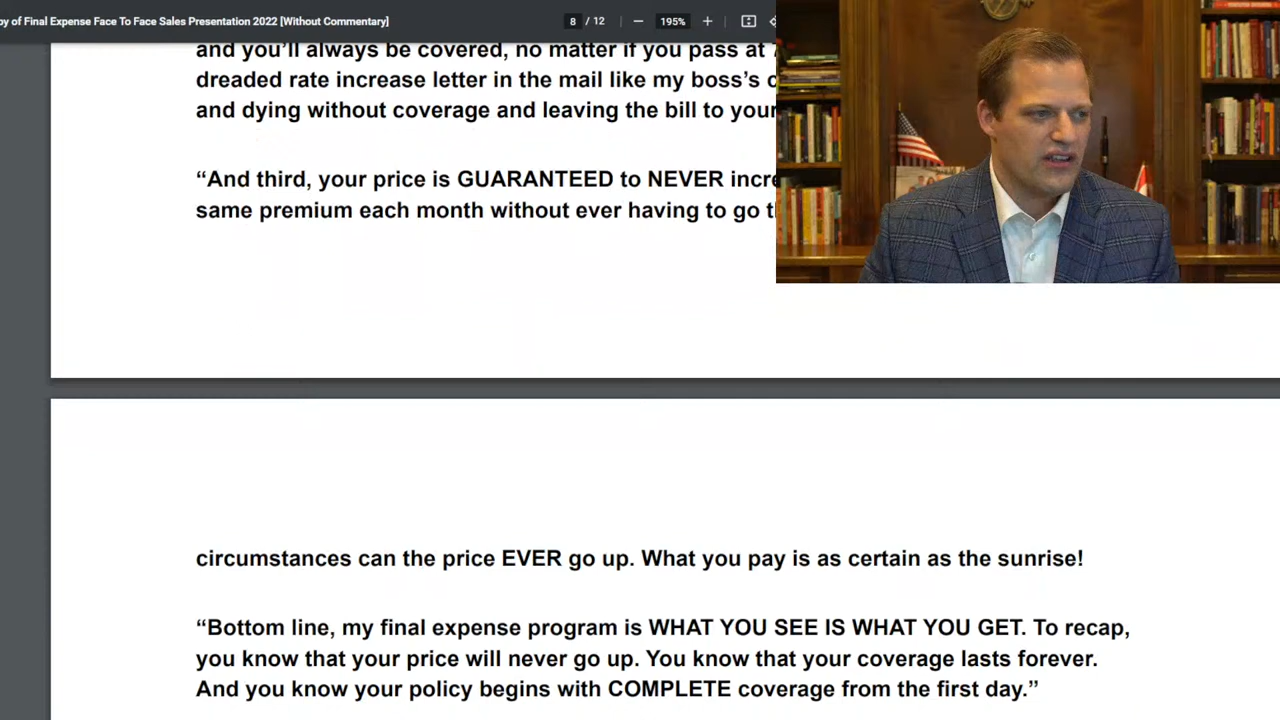 py of Final Expense Face To Face Sales Presentation 2022 [Without Commentary]
8 / 12
195%
and you’ll always be covered, no matter if you pass at
dreaded rate increase letter in the mail like my boss’s
and dying without coverage and leaving the bill to your
“And third, your price is GUARANTEED to NEVER incre
same premium each month without ever having to go
circumstances can the price EVER go up. What you pay is as certain as the sunrise!
“Bottom line, my final expense program is WHAT YOU SEE IS WHAT YOU GET. To recap,
you know that your price will never go up. You know that your coverage lasts forever.
And you know your policy begins with COMPLETE coverage from the first day.”